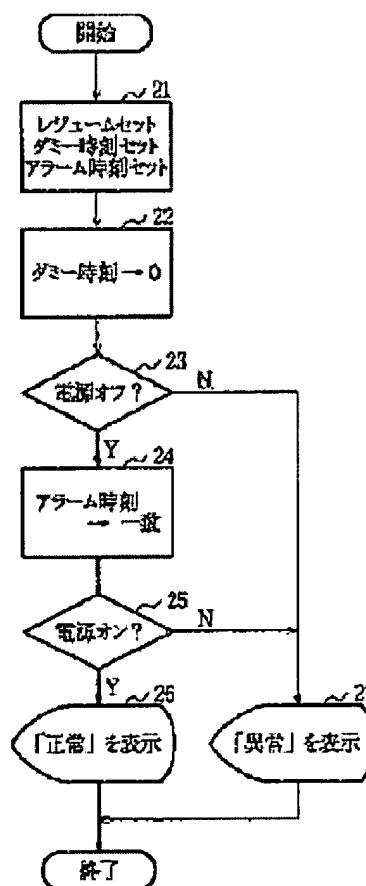 開始
21
レジュームセット
ダミー時刻セット
アラーム時刻セット
22
ダミー時刻→0
23
電源オフ?
N
Y
24
アラーム時刻
→一致
25
電源オン?
N
Y
26
「正常」を表示
「異常」を表示
終了